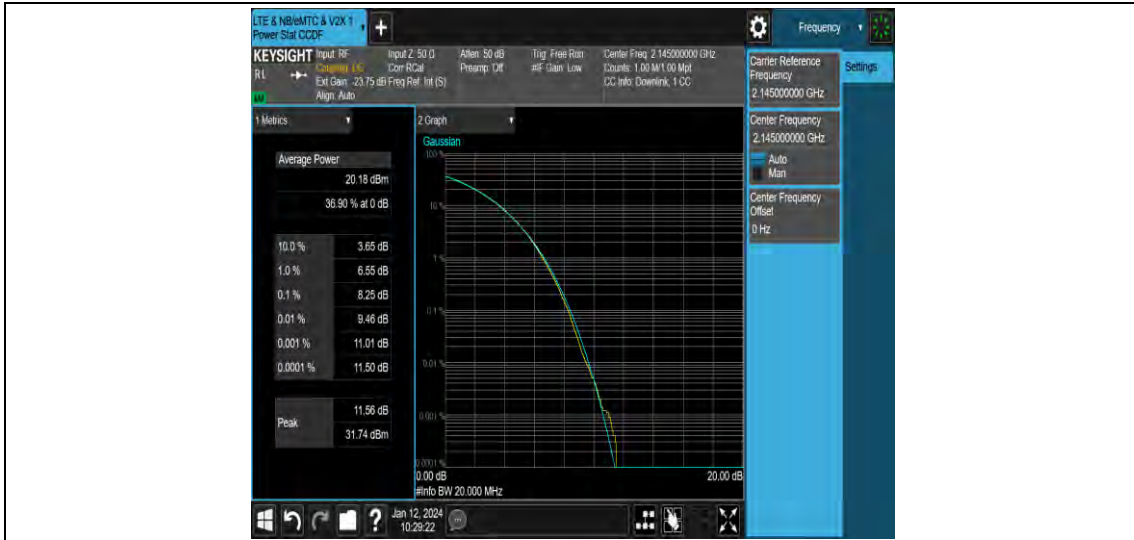 LTE & NB/eMTC & V2X 1
Power Stat CCDF
Frequency
KEYSIGHT
RL
Input: RF
Ext Gain: -23.75 dB
Align: Auto
Input Z: 50 Ω
Corr RCal
Freq Ref: Int (S)
Atten: 50 dB
Preamp: Off
Trig: Free Run
#IF Gain: Low
Center Freq: 2.145000000 GHz
Counts: 1.00 M/1.00 Mpt
CC Info: Downlink, 1 CC
Carrier Reference
Frequency
2.145000000 GHz
Settings
Center Frequency
2.145000000 GHz
Auto
Man
Center Frequency
Offset
0 Hz
1 Metrics
Average Power
20.18 dBm
36.90 % at 0 dB
10.0 % 3.65 dB
1.0 % 6.55 dB
0.1 % 8.25 dB
0.01 % 9.46 dB
0.001 % 11.01 dB
0.0001 % 11.50 dB
Peak
11.56 dB
31.74 dBm
2 Graph
Gaussian
100 %
10 %
1 %
0.1 %
0.01 %
0.001 %
0.0001 %
0.00 dB 20.00 dB
#Info BW 20.000 MHz
?
Jan 12, 2024
10:29:22